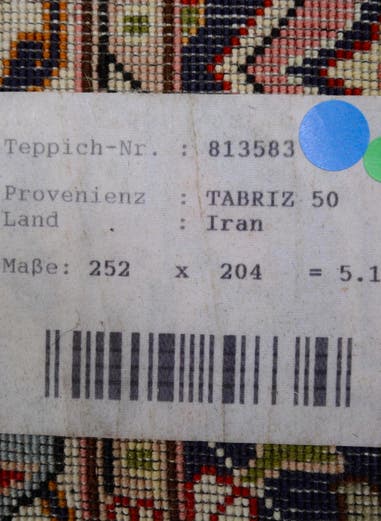 Teppich-Nr. : 813583
Provenienz : TABRIZ 50
Land : Iran
Maße: 252 x 204 = 5.1